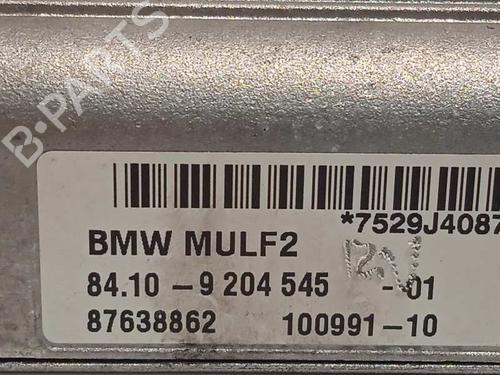 B-PARTS
*7529J4087
BMW MULF2
84.10 - 9 204 545 - 01
87638862 100991-10